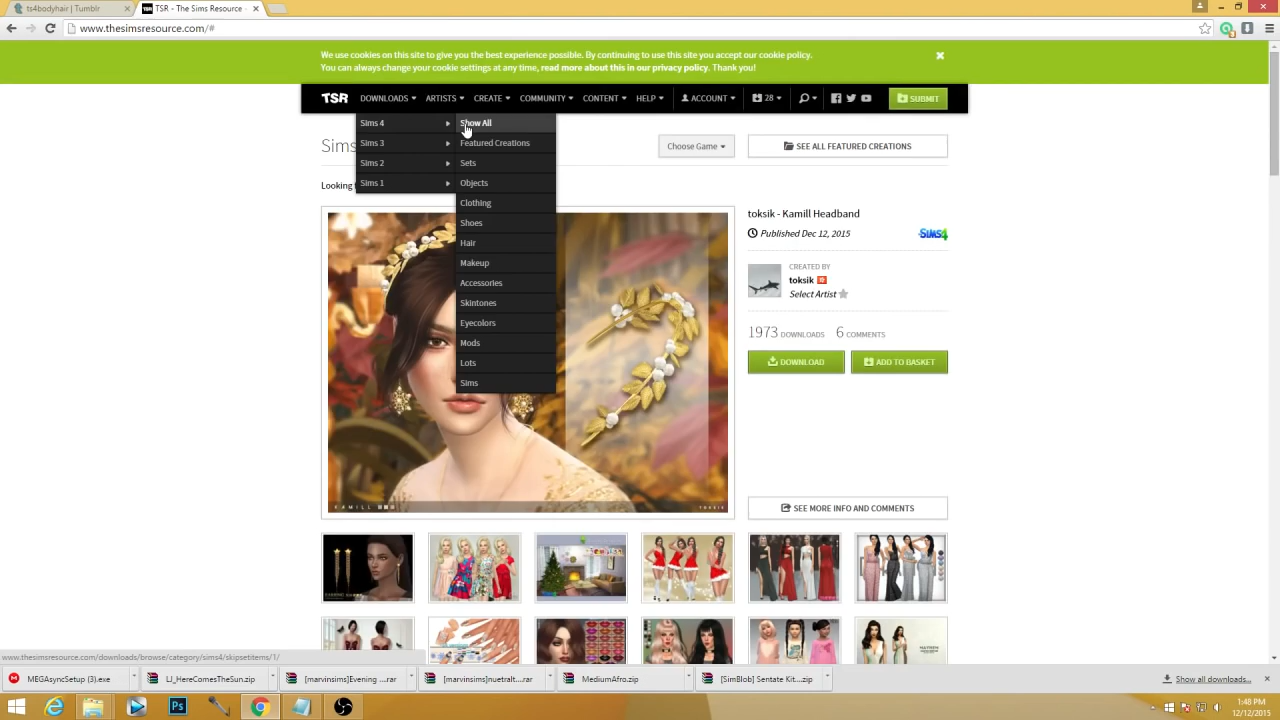 ts4bodyhair | Tumblr
TSR - The Sims Resource -
www.thesimsresource.com/#
We use cookies on this site to give you the best experience possible. By continuing to use this site you accept our cookie policy.
You can always change your cookie settings at any time, read more about this in our privacy policy. Thank you!
TSR DOWNLOADS ARTISTS CREATE COMMUNITY CONTENT HELP ACCOUNT 28 SUBMIT
Sims 4
Sims 3
Sims 2
Sims 1
Show All
Featured Creations
Sets
Objects
Clothing
Shoes
Hair
Makeup
Accessories
Skintones
Eyecolors
Mods
Lots
Sims
Sims
Choose Game
SEE ALL FEATURED CREATIONS
Looking
toksik - Kamill Headband
Published Dec 12, 2015
SIMS4
CREATED BY
toksik
Select Artist
1973 DOWNLOADS 6 COMMENTS
DOWNLOAD
ADD TO BASKET
KAMILL
TOKSIK
SEE MORE INFO AND COMMENTS
www.thesimsresource.com/downloads/browse/category/sims4/skipsetitems/1/
MEGAsyncSetup (3).exe
LJ_HereComesTheSun.zip
[marvinsims]Evening ....rar
[marvinsims]nuetralt....rar
MediumAfro.zip
[SimBlob] Sentate Kit....zip
Show all downloads...
Ps
1:48 PM
12/12/2015